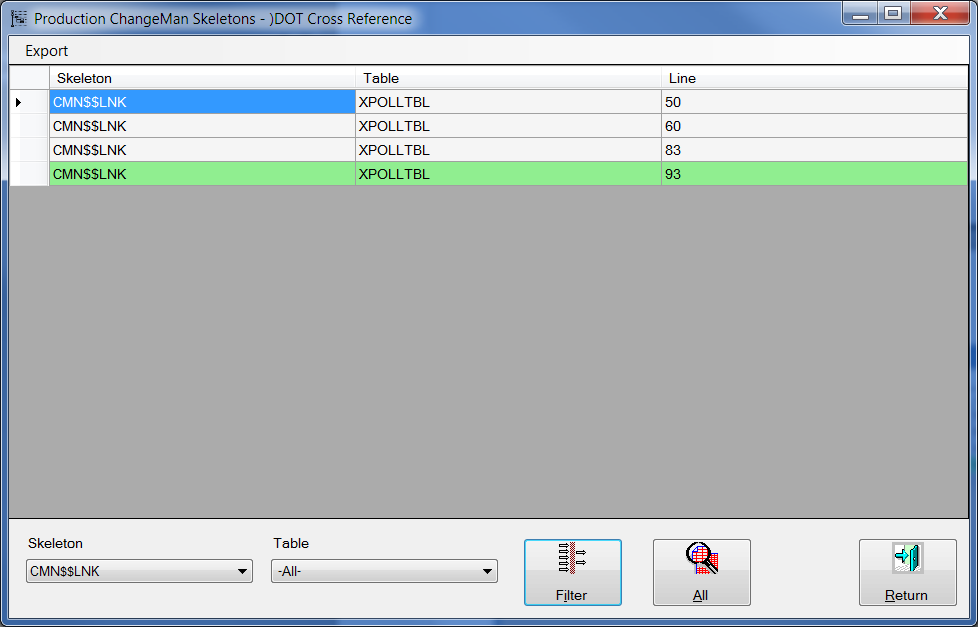 Production ChangeMan Skeletons - )DOT Cross Reference
Export
Skeleton Table Line
CMN$$LNK XPOLLTBL 50
CMN$$LNK XPOLLTBL 60
CMN$$LNK XPOLLTBL 83
CMN$$LNK XPOLLTBL 93
Skeleton Table
CMN$$LNK -All- Filter All Return